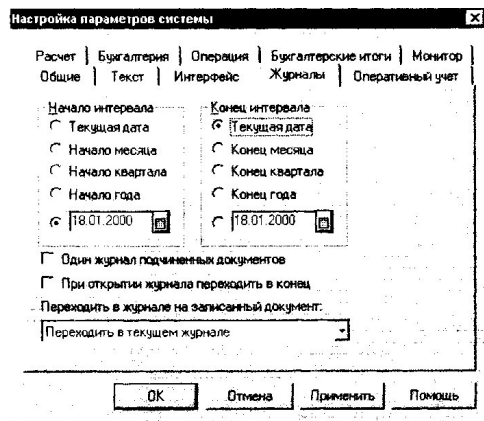 Настройка параметров системы
Расчет Бухгалтерия Операция Бухгалтерские итоги Монитор
Общие Текст Интерфейс Журналы Оперативный учет
Начало интервала Конец интервала
Текущая дата Текущая дата
Начало месяца Конец месяца
Начало квартала Конец квартала
Начало года Конец года
18.01.2000 18.01.2000
Один журнал подчиненных документов
При открытии журнала переходить в конец
Переходить в журнале на записанный документ:
Переходить в текущем журнале
OK Отмена Применить Помощь